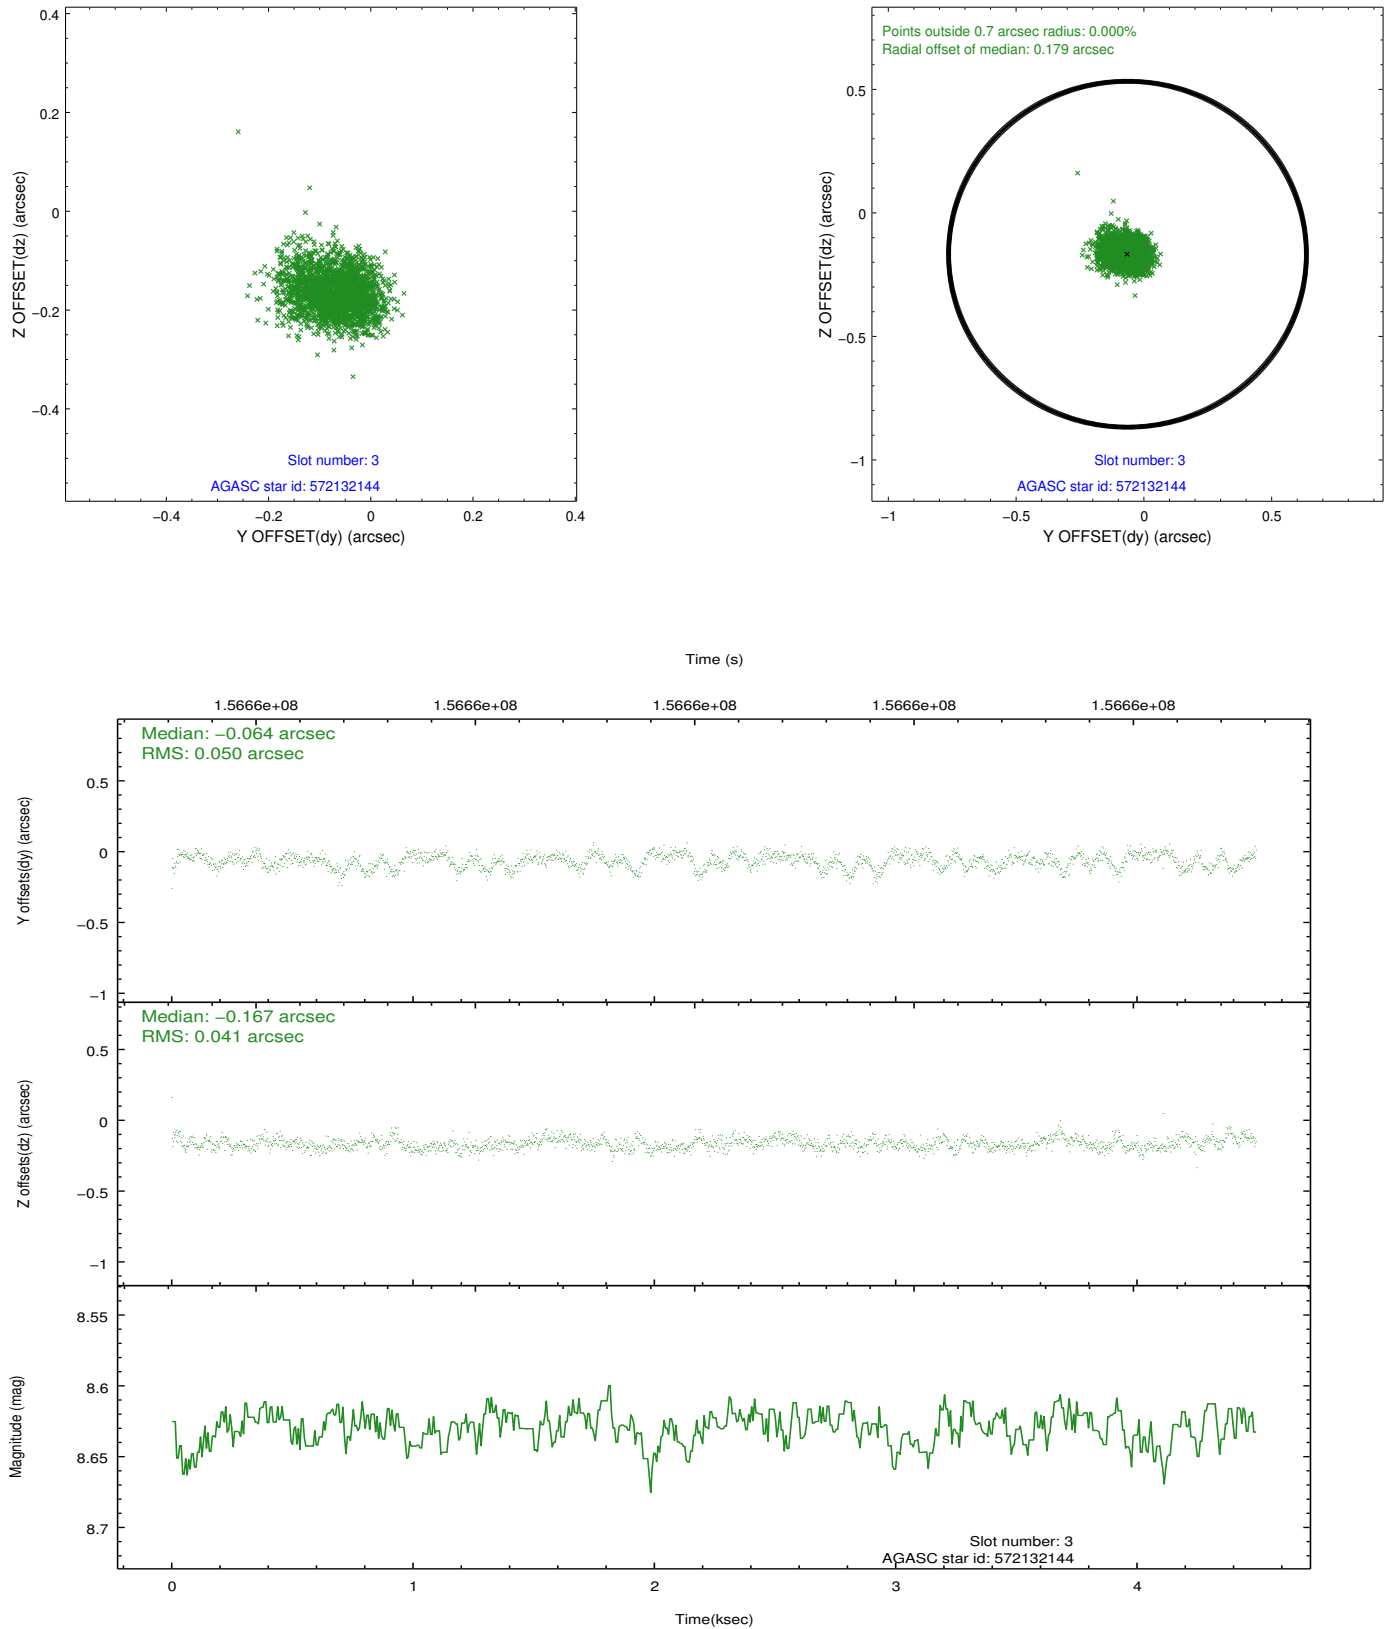 0.4
0.2
0
−0.2
−0.4
Z OFFSET(dz) (arcsec)
Slot number: 3
AGASC star id: 572132144
−0.4 −0.2 0 0.2 0.4
Y OFFSET(dy) (arcsec)
Points outside 0.7 arcsec radius: 0.000%
Radial offset of median: 0.179 arcsec
0.5
0
−0.5
−1
Z OFFSET(dz) (arcsec)
Slot number: 3
AGASC star id: 572132144
−1 −0.5 0 0.5
Y OFFSET(dy) (arcsec)
Time (s)
1.5666e+08 1.5666e+08 1.5666e+08 1.5666e+08 1.5666e+08
Median: −0.064 arcsec
RMS: 0.050 arcsec
0.5
0
−0.5
−1
Y offsets(dy) (arcsec)
Median: −0.167 arcsec
RMS: 0.041 arcsec
0.5
0
−0.5
−1
Z offsets(dz) (arcsec)
8.55
8.6
8.65
8.7
Magnitude (mag)
Slot number: 3
AGASC star id: 572132144
0 1 2 3 4
Time(ksec)